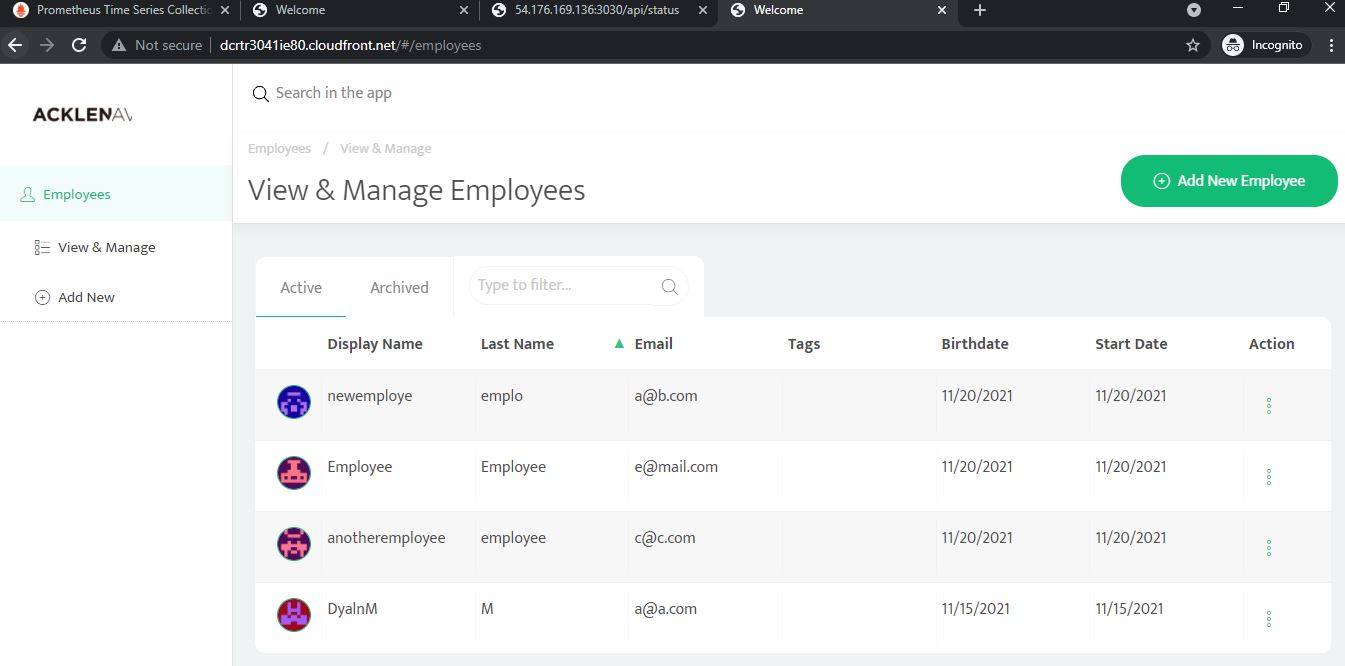 Prometheus Time Series Collectio
Welcome
54.176.169.136:3030/api/status
Welcome
Not secure
dcrtr3041ie80.cloudfront.net/#/employees
Incognito
ACKLENAV
Search in the app
Employees / View & Manage
View & Manage Employees
Add New Employee
Employees
View & Manage
Add New
Active
Archived
Type to filter...
Display Name Last Name Email Tags Birthdate Start Date Action
newemploye emplo a@b.com 11/20/2021 11/20/2021
Employee Employee e@mail.com 11/20/2021 11/20/2021
anotheremployee employee c@c.com 11/20/2021 11/20/2021
DyalnM M a@a.com 11/15/2021 11/15/2021